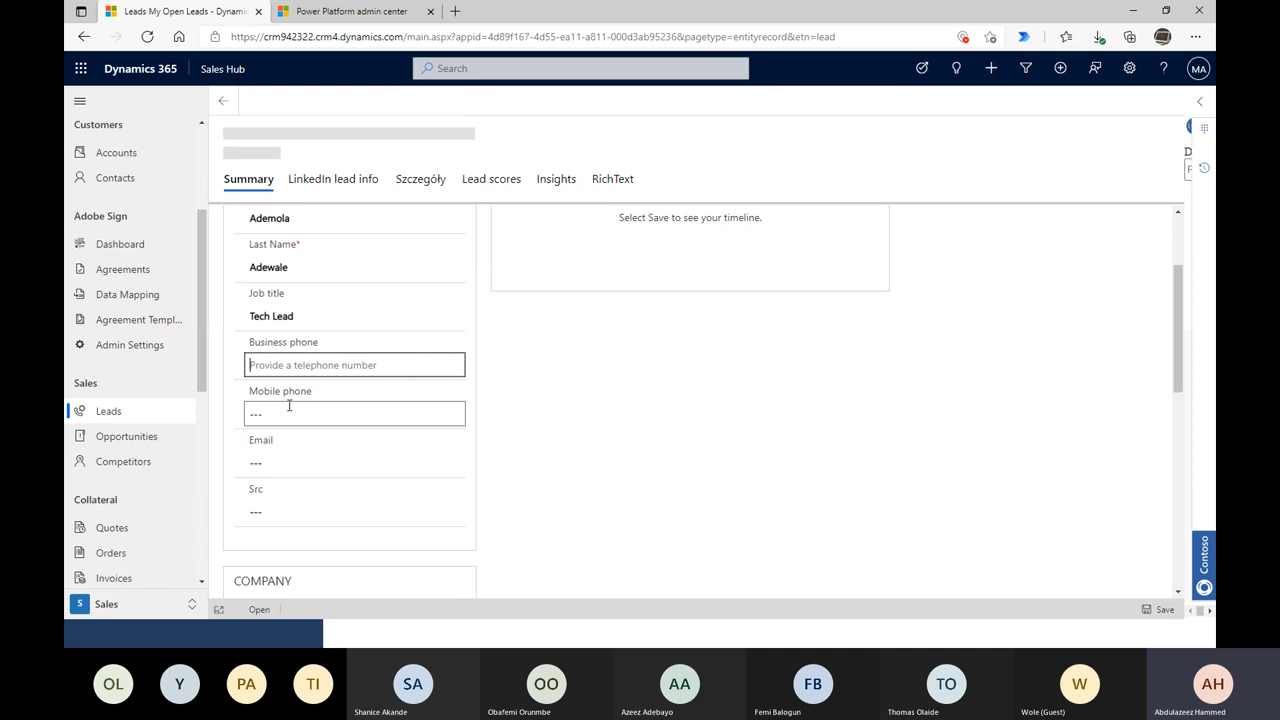 Leads My Open Leads - Dynamics
Power Platform admin center
https://crm942322.crm4.dynamics.com/main.aspx?appid=4d89f167-4d55-ea11-a811-000d3ab95236&pagetype=entityrecord&etn=lead
Dynamics 365
Sales Hub
Search
MA
Customers
Accounts
Contacts
Adobe Sign
Dashboard
Agreements
Data Mapping
Agreement Templ...
Admin Settings
Sales
Leads
Opportunities
Competitors
Collateral
Quotes
Orders
Invoices
S
Sales
Summary
LinkedIn lead info
Szczegóły
Lead scores
Insights
RichText
D
Ademola
Last Name*
Adewale
Job title
Tech Lead
Business phone
Provide a telephone number
Mobile phone
---
Email
---
Src
---
COMPANY
Select Save to see your timeline.
Open
Save
Contoso
OL
Y
PA
TI
SA
Shanice Akande
OO
Obafemi Orunmbe
AA
Azeez Adebayo
FB
Femi Balogun
TO
Thomas Olaide
W
Wole (Guest)
AH
Abdulazeez Hammed